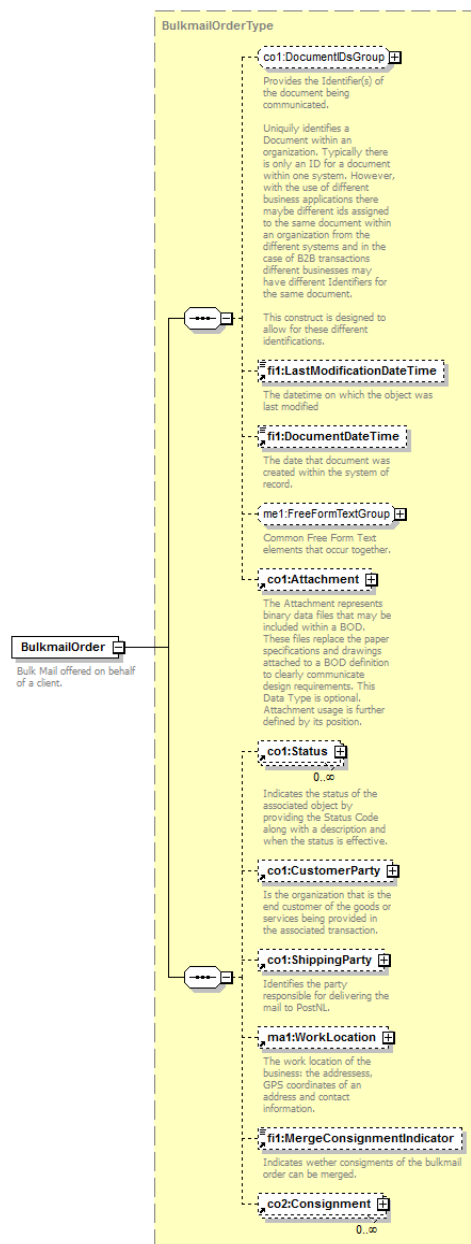 BulkmailOrderType
co1:DocumentIDsGroup
Provides the Identifier(s) of
the document being
communicated.
Uniquily identifies a
Document within an
organization. Typically there
is only an ID for a document
within one system. However,
with the use of different
business applications there
maybe different ids assigned
to the same document within
an organization from the
different systems and in the
case of B2B transactions
different businesses may
have different Identifiers for
the same document.
This construct is designed to
allow for these different
identifications.
fi1:LastModificationDateTime
The datetime on which the object was
last modified
fi1:DocumentDateTime
The date that document was
created within the system of
record.
me1:FreeFormTextGroup
Common Free Form Text
elements that occur together.
co1:Attachment
The Attachment represents
binary data files that may be
included within a BOD.
These files replace the paper
specifications and drawings
attached to a BOD definition
to clearly communicate
design requirements. This
Data Type is optional.
Attachment usage is further
defined by its position.
BulkmailOrder
Bulk Mail offered on behalf
of a client.
co1:Status
0..∞
Indicates the status of the
associated object by
providing the Status Code
along with a description and
when the status is effective.
co1:CustomerParty
Is the organization that is the
end customer of the goods or
services being provided in
the associated transaction.
co1:ShippingParty
Identifies the party
responsible for delivering the
mail to PostNL.
ma1:WorkLocation
The work location of the
business: the addressess,
GPS coordinates of an
address and contact
information.
fi1:MergeConsignmentIndicator
Indicates wether consigments of the bulkmail
order can be merged.
co2:Consignment
0..∞